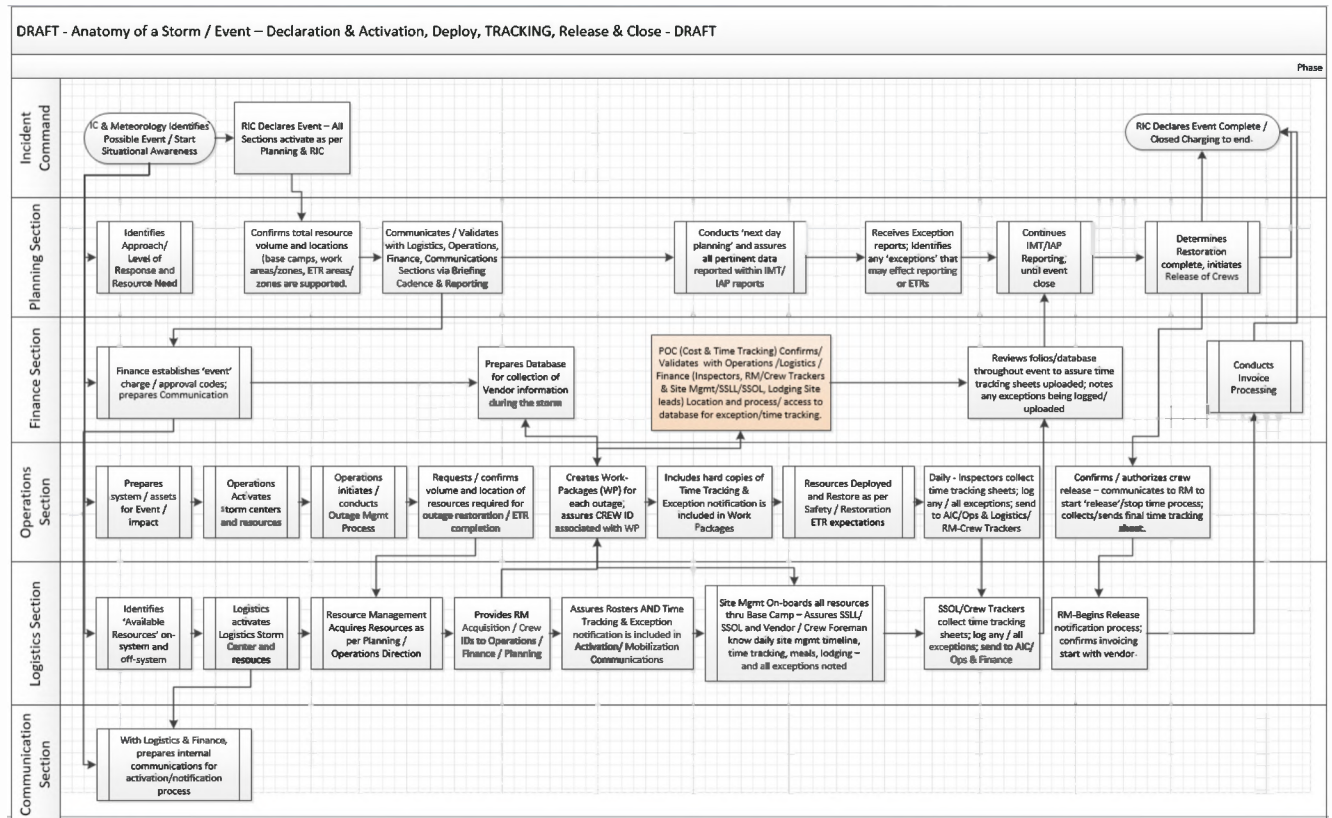 DRAFT - Anatomy of a Storm / Event – Declaration & Activation, Deploy, TRACKING, Release & Close - DRAFT
Phase
Incident
Command
IC & Meteorology Identifies
Possible Event / Start
Situational Awareness
RIC Declares Event – All
Sections activate as per
Planning & RIC
RIC Declares Event Complete /
Closed Charging to end.
Planning Section
Identifies
Approach/
Level of
Response and
Resource Need
Confirms total resource
volume and locations
(base camps, work
areas/zones, ETR areas/
zones are supported.
Communicates / Validates
with Logistics, Operations,
Finance, Communications
Sections via Briefing
Cadence & Reporting
Conducts 'next day
planning' and assures
all pertinent data
reported within IMT/
IAP reports
Receives Exception
reports; Identifies
any 'exceptions' that
may effect reporting
or ETRs
Continues
IMT/IAP
Reporting,
until event
close
Determines
Restoration
complete, initiates
Release of Crews
Finance Section
Finance establishes 'event'
charge / approval codes;
prepares Communication
Prepares Database
for collection of
Vendor information
during the storm
POC (Cost & Time Tracking) Confirms/
Validates with Operations /Logistics /
Finance (Inspectors, RM/Crew Trackers
& Site Mgmt/SSLL/SSOL, Lodging Site
leads) Location and process/ access to
database for exception/time tracking.
Reviews folios/database
throughout event to assure time
tracking sheets uploaded; notes
any exceptions being logged/
uploaded
Conducts
Invoice
Processing
Operations
Section
Prepares
system / assets
for Event /
impact
Operations
Activates
storm centers
and resources
Operations
initiates /
conducts
Outage Mgmt
Process
Requests / confirms
volume and location of
resources required for
outage restoration / ETR
completion
Creates Work-
Packages (WP) for
each outage;
assures CREW ID
associated with WP
Includes hard copies of
Time Tracking &
Exception notification is
included in Work
Packages
Resources Deployed
and Restore as per
Safety / Restoration
ETR expectations
Daily - Inspectors collect
time tracking sheets; log
any / all exceptions; send
to AIC/Ops & Logistics/
RM-Crew Trackers
Confirms / authorizes crew
release – communicates to RM to
start 'release'/stop time process;
collects/sends final time tracking
sheet.
Logistics Section
Identifies
'Available
Resources' on-
system and
off-system
Logistics
activates
Logistics Storm
Center and
resouces
Resource Management
Acquires Resources as
per Planning /
Operations Direction
Provides RM
Acquisition / Crew
IDs to Operations /
Finance / Planning
Assures Rosters AND Time
Tracking & Exception
notification is included in
Activation/ Mobilization
Communications
Site Mgmt On-boards all resources
thru Base Camp – Assures SSLL/
SSOL and Vendor / Crew Foreman
know daily site mgmt timeline,
time tracking, meals, lodging –
and all exceptions noted
SSOL/Crew Trackers
collect time tracking
sheets; log any / all
exceptions; send to AIC/
Ops & Finance
RM-Begins Release
notification process;
confirms invoicing
start with vendor.
Communication
Section
With Logistics & Finance,
prepares internal
communications for
activation/notification
process